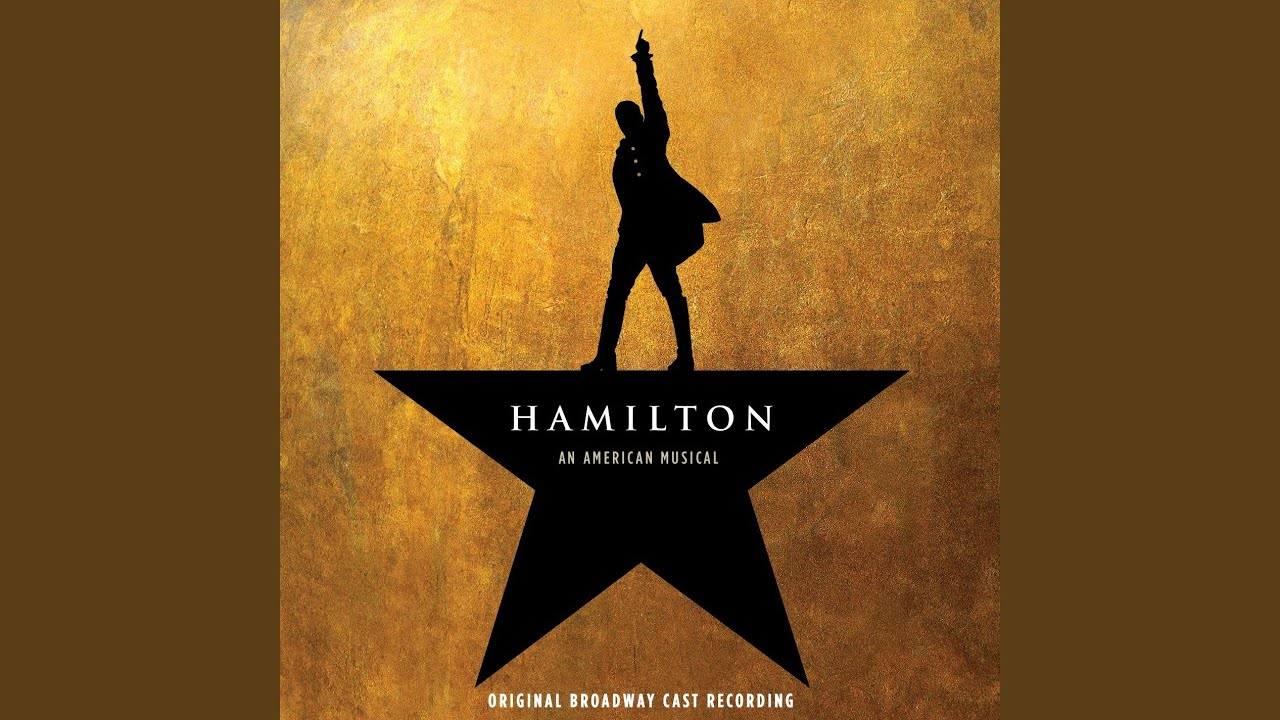 HAMILTON
AN AMERICAN MUSICAL
ORIGINAL BROADWAY CAST RECORDING